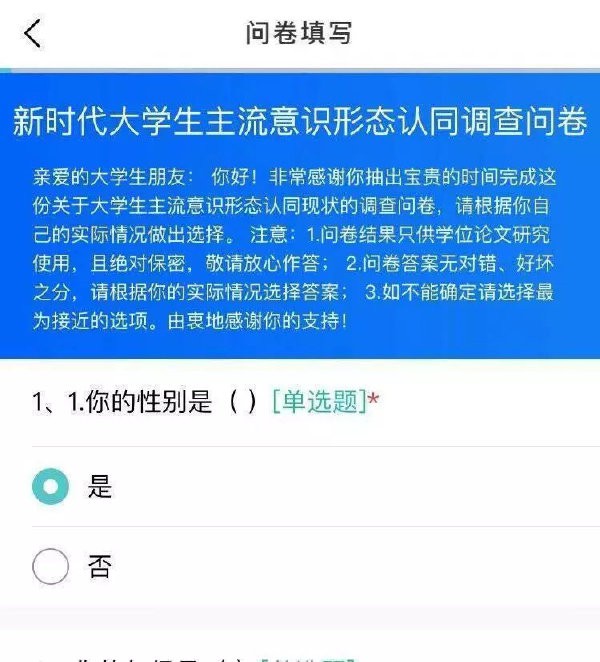 问卷填写
新时代大学生主流意识形态认同调查问卷
亲爱的大学生朋友： 你好！非常感谢你抽出宝贵的时间完成这
份关于大学生主流意识形态认同现状的调查问卷，请根据你自
己的实际情况做出选择。 注意：1.问卷结果只供学位论文研究
使用，且绝对保密，敬请放心作答； 2.问卷答案无对错、好坏
之分，请根据你的实际情况选择答案； 3.如不能确定请选择最
为接近的选项。由衷地感谢你的支持！
1、1.你的性别是（ ）[单选题]*
是
否